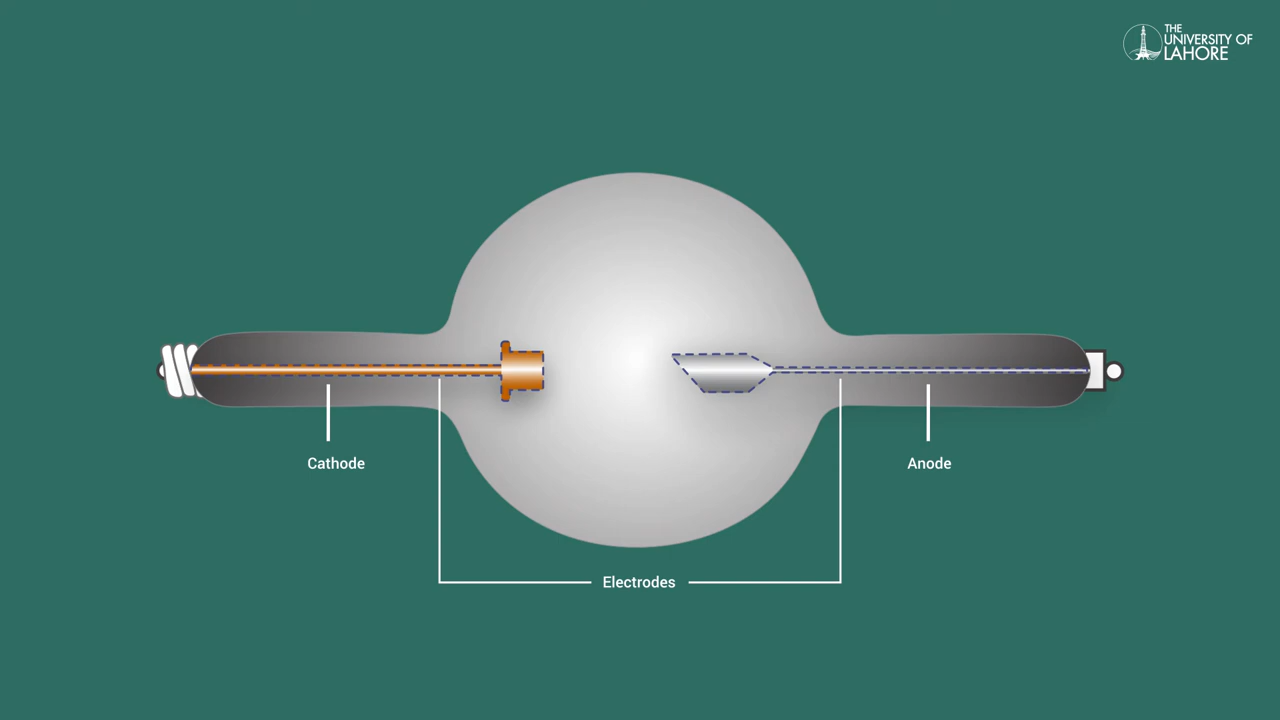 THE
UNIVERSITY OF
LAHORE
Cathode
Anode
Electrodes